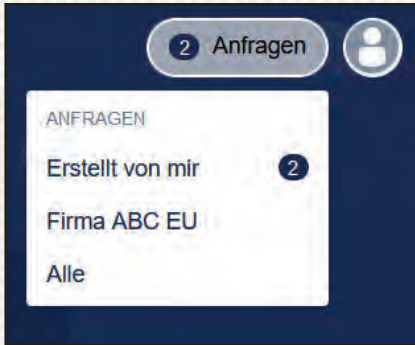 2 Anfragen
ANFRAGEN
Erstellt von mir 2
Firma ABC EU
Alle